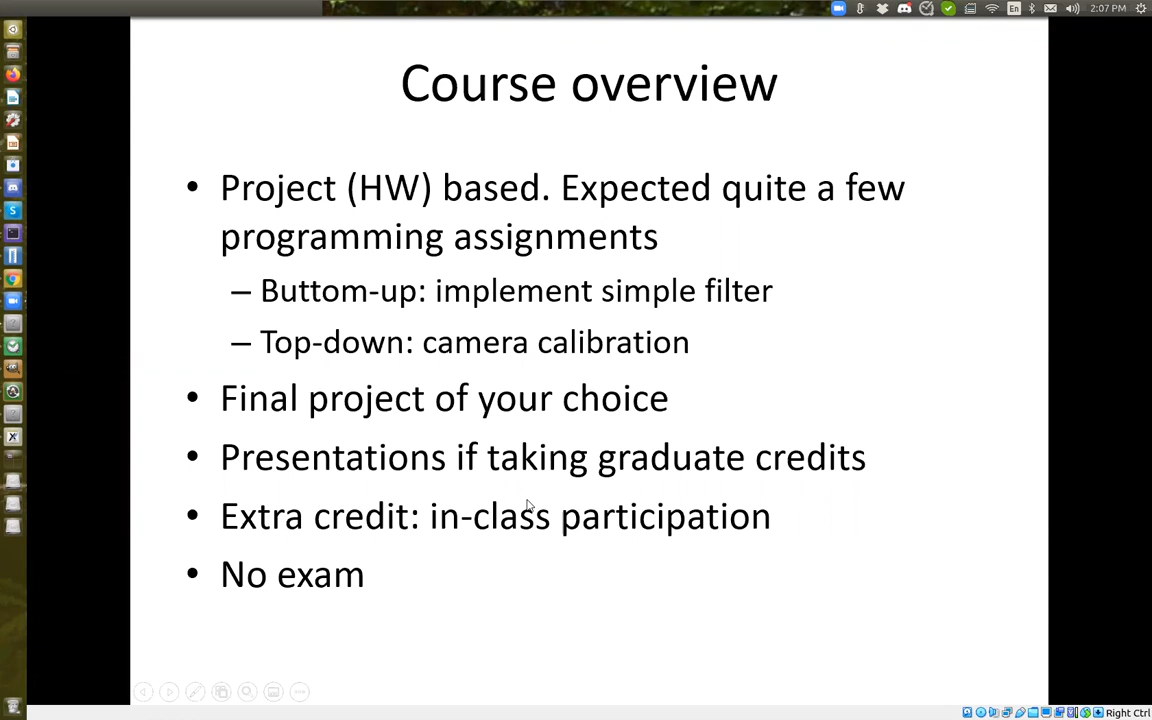 En 2:07 PM
Course overview
• Project (HW) based. Expected quite a few
programming assignments
– Buttom-up: implement simple filter
– Top-down: camera calibration
• Final project of your choice
• Presentations if taking graduate credits
• Extra credit: in-class participation
• No exam
Right Ctrl